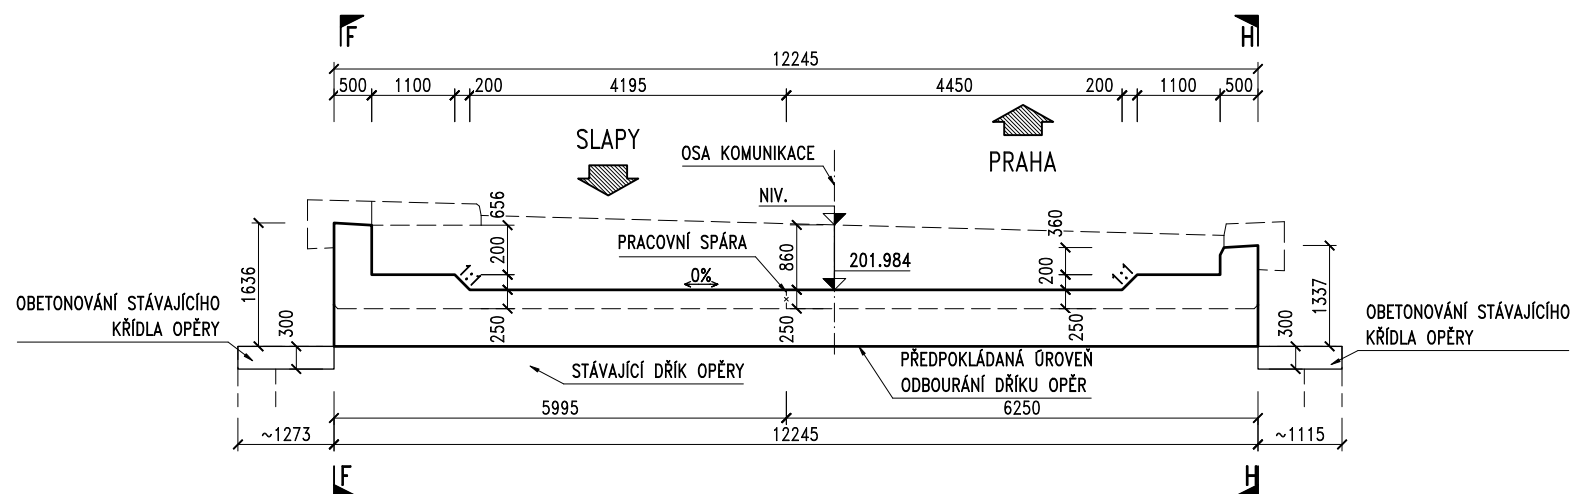 F H
12245
500 1100 200 4195 4450 200 1100 500
SLAPY
PRAHA
OSA KOMUNIKACE
NIV.
656
360
PRACOVNÍ SPÁRA
200
860
200
201.984
1:1
0%
1:1
1636
1337
OBETONOVÁNÍ STÁVAJÍCÍHO
KŘÍDLA OPĚRY
300
250
250
250
300
OBETONOVÁNÍ STÁVAJÍCÍHO
KŘÍDLA OPĚRY
STÁVAJÍCÍ DŘÍK OPĚRY
PŘEDPOKLÁDANÁ ÚROVEŇ
ODBOURÁNÍ DŘÍKU OPĚR
5995 6250
~1273 12245 ~1115
F H